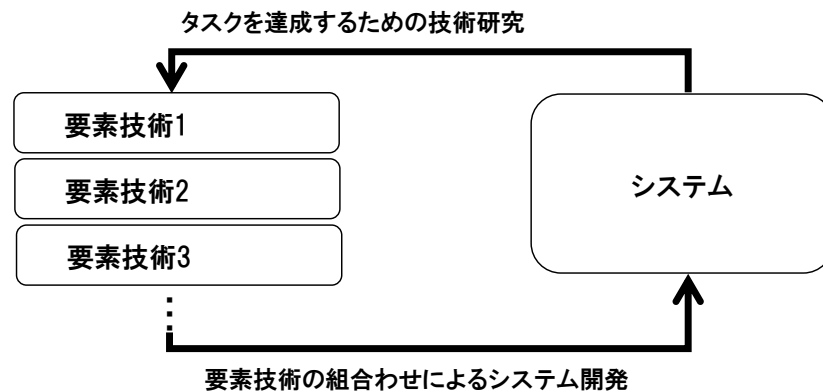 タスクを達成するための技術研究
要素技術1
要素技術2
要素技術3
システム
要素技術の組合わせによるシステム開発